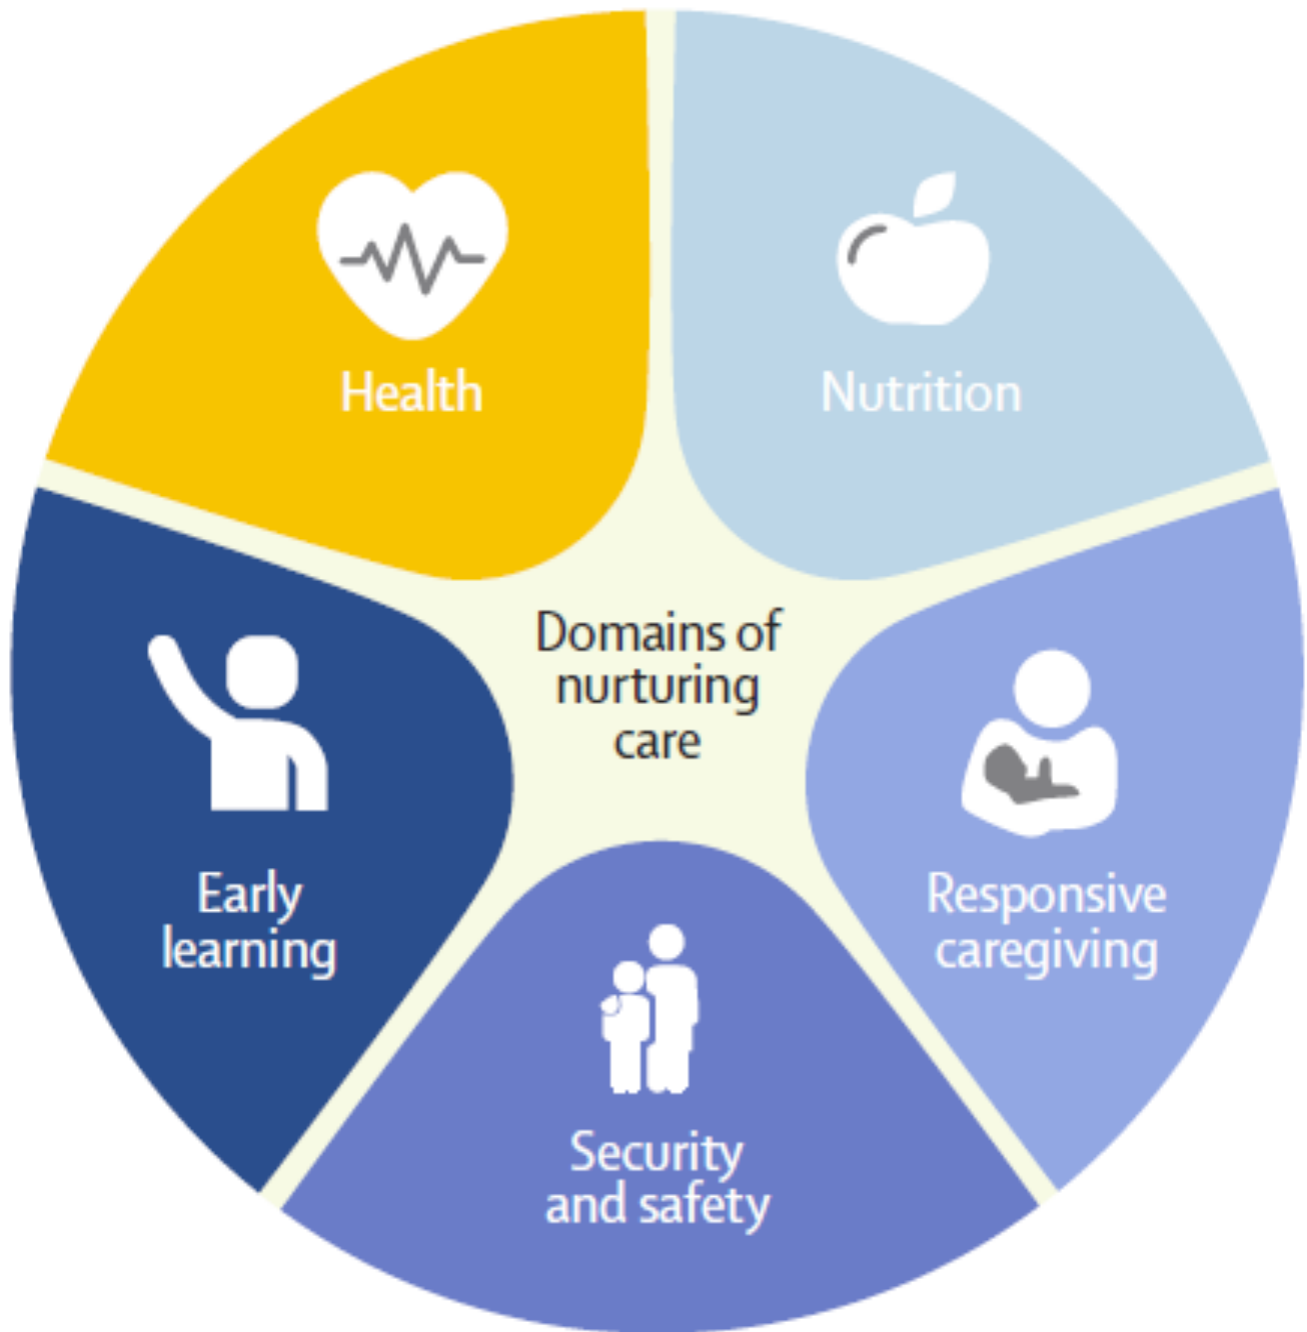 Health
Nutrition
Domains of
nurturing
care
Early
learning
Responsive
caregiving
Security
and safety